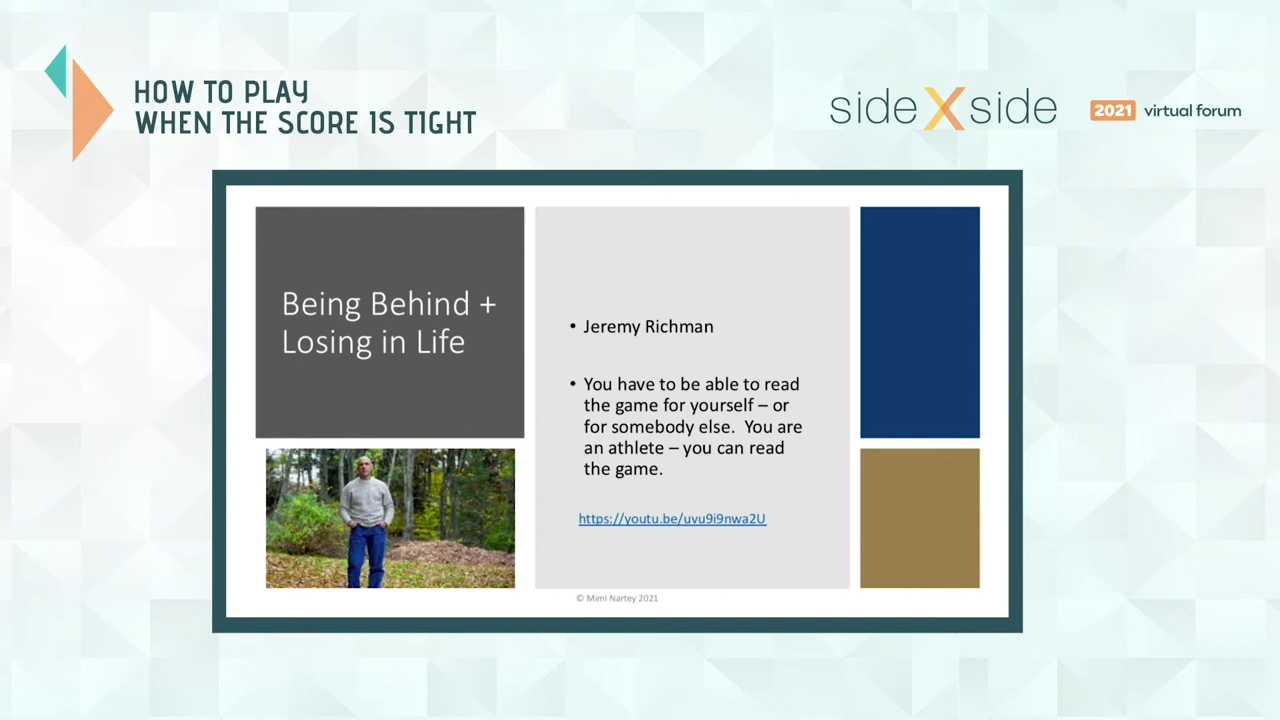 HOW TO PLAY
WHEN THE SCORE IS TIGHT
side X side
2021 virtual forum
Being Behind +
Losing in Life
• Jeremy Richman
• You have to be able to read
the game for yourself – or
for somebody else.  You are
an athlete – you can read
the game.
https://youtu.be/uvu9i9nwa2U
© Mimi Nartey 2021